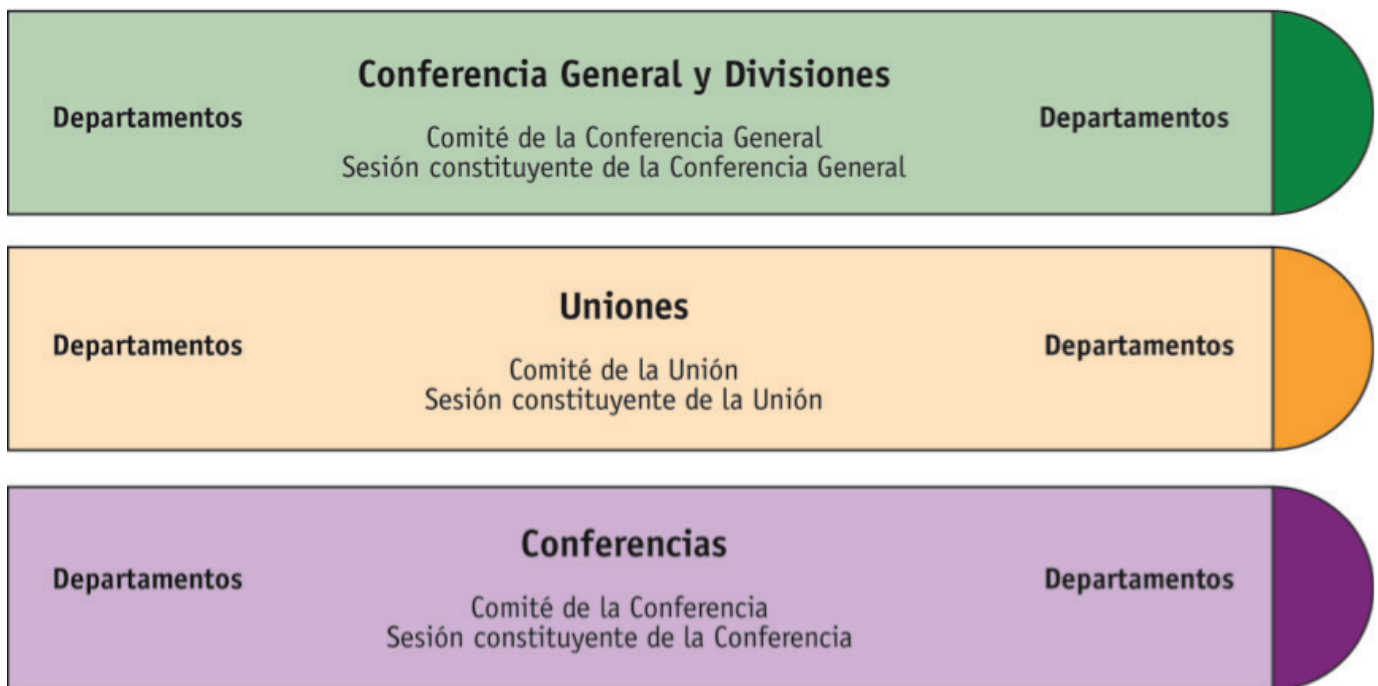 Conferencia General y Divisiones
Departamentos
Departamentos
Comité de la Conferencia General
Sesión constituyente de la Conferencia General
Uniones
Departamentos
Departamentos
Comité de la Unión
Sesión constituyente de la Unión
Conferencias
Departamentos
Departamentos
Comité de la Conferencia
Sesión constituyente de la Conferencia